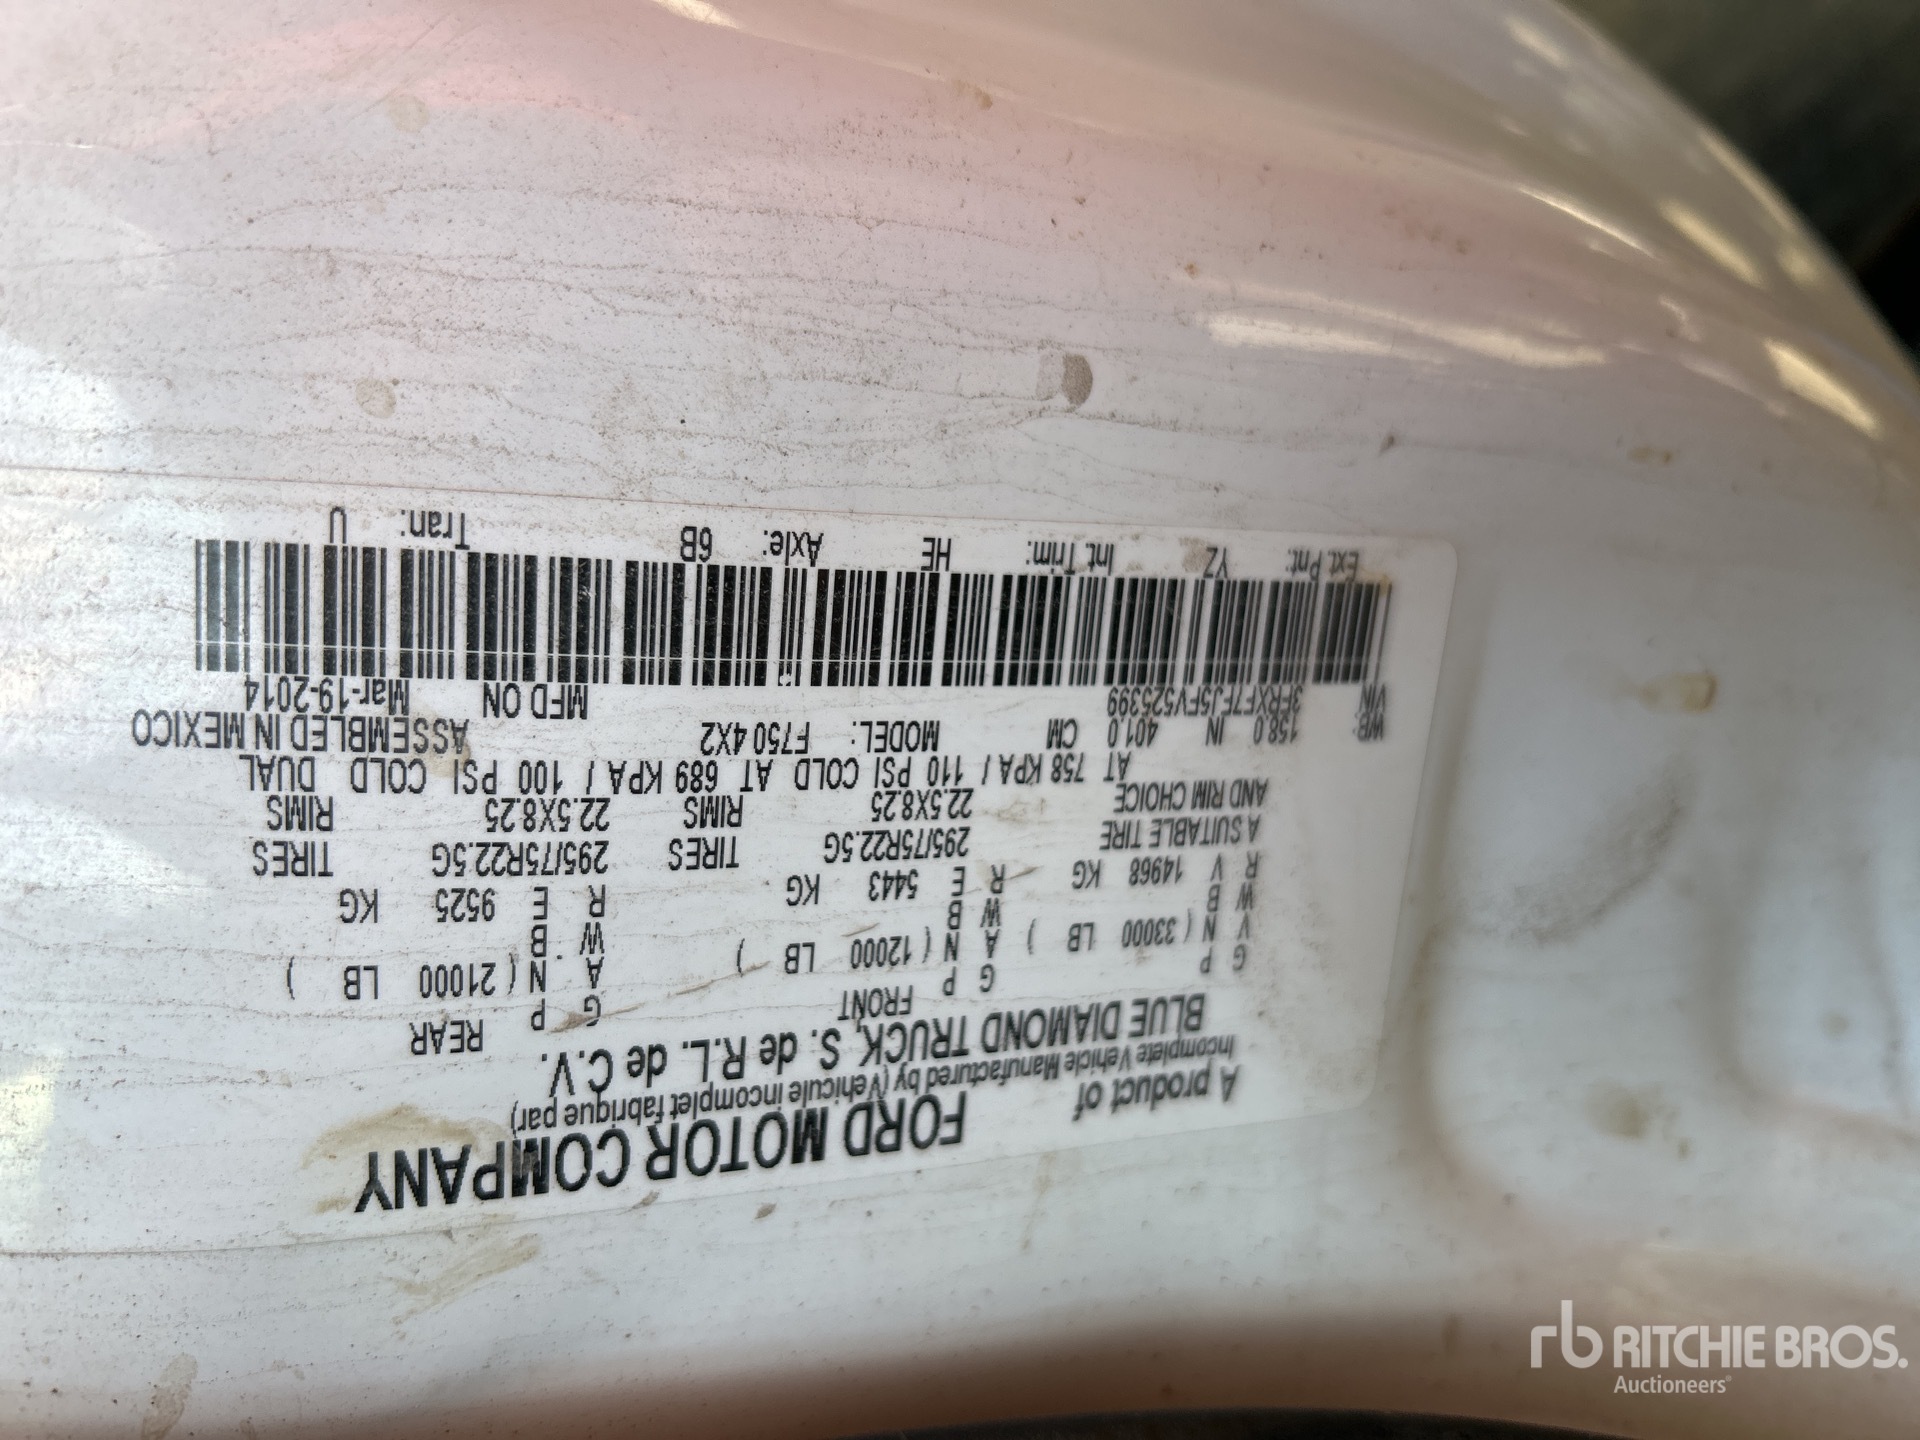 A product of FORD MOTOR COMPANY
Incomplete Vehicle Manufactured by (Vehicule incomplet fabrique par)
BLUE DIAMOND TRUCK, S. de R.L. de C.V.
FRONT REAR
G P G P G P
V N ( 33000 LB ) A N ( 12000 LB ) A N ( 21000 LB )
W B W B W B
R V 14968 KG R E 5443 KG R E 9525 KG
A SUITABLE TIRE 295/75R22.5G TIRES 295/75R22.5G TIRES
AND RIM CHOICE 22.5X8.25 RIMS 22.5X8.25 RIMS
AT 758 KPA / 110 PSI COLD AT 689 KPA / 100 PSI COLD DUAL
WB: 158.0 IN 401.0 CM MODEL: F750 4X2 ASSEMBLED IN MEXICO
VIN 3FRXF7FJ5FV525399 MFD ON Mar-19-2014
Ext. Pnt: YZ Int. Trim: HE Axle: 6B Tran: U
rb RITCHIE BROS.
Auctioneers